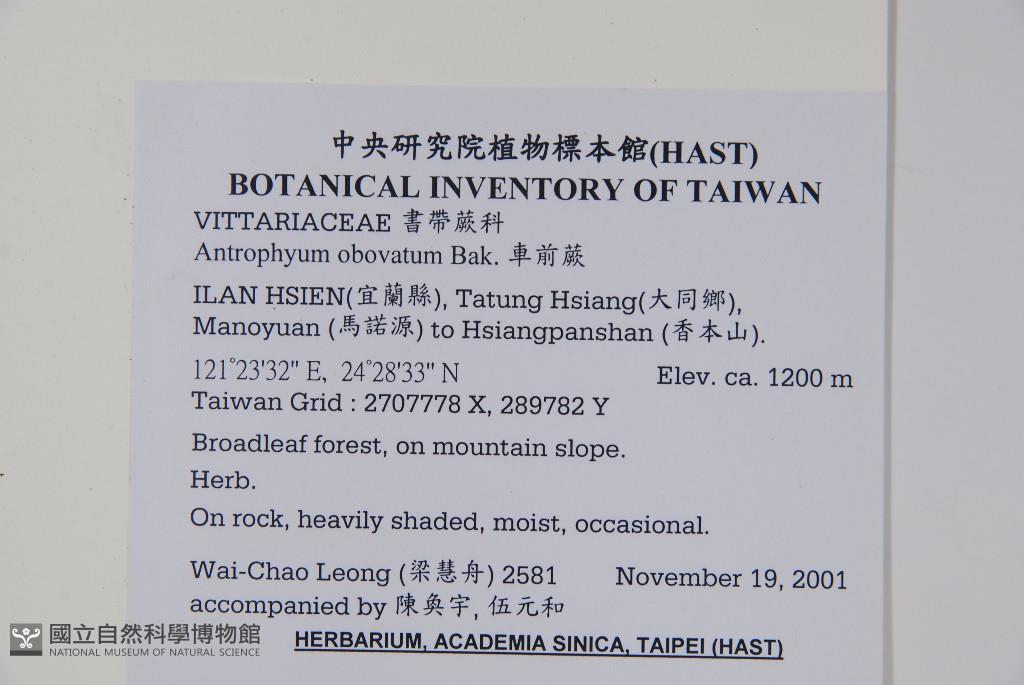 中央研究院植物標本館(HAST)
BOTANICAL INVENTORY OF TAIWAN
VITTARIACEAE 書帶蕨科
Antrophyum obovatum Bak. 車前蕨
ILAN HSIEN(宜蘭縣), Tatung Hsiang(大同鄉),
Manoyuan (馬諾源) to Hsiangpanshan (香本山).
121°23'32" E, 24°28'33" N Elev. ca. 1200 m
Taiwan Grid : 2707778 X, 289782 Y
Broadleaf forest, on mountain slope.
Herb.
On rock, heavily shaded, moist, occasional.
Wai-Chao Leong (梁慧舟) 2581 November 19, 2001
accompanied by 陳奐宇, 伍元和
HERBARIUM, ACADEMIA SINICA, TAIPEI (HAST)
國立自然科學博物館
NATIONAL MUSEUM OF NATURAL SCIENCE